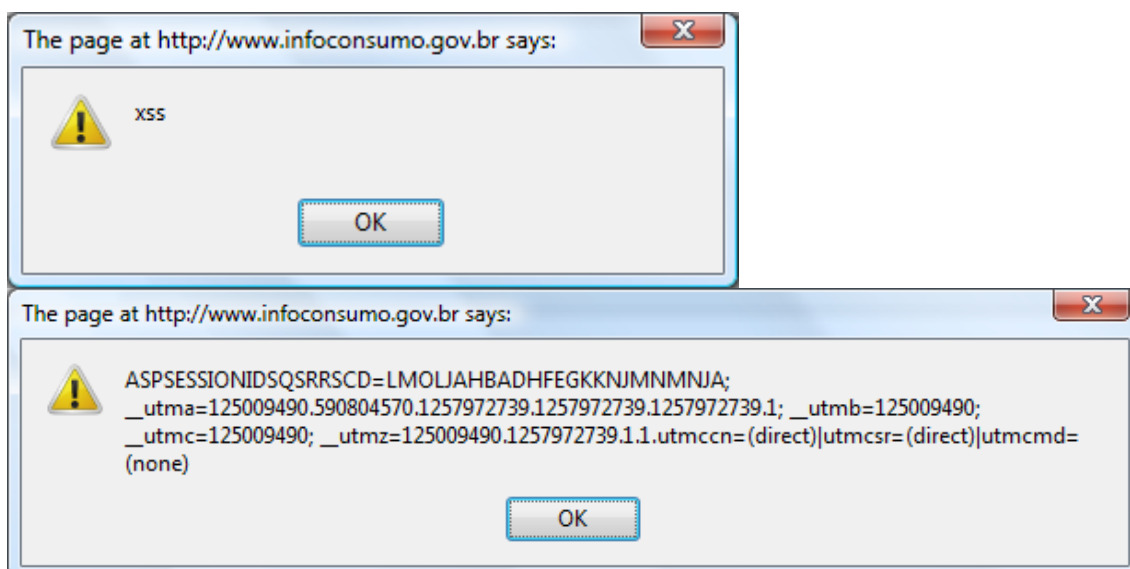 The page at http://www.infoconsumo.gov.br says:
xss
OK
The page at http://www.infoconsumo.gov.br says:
ASPSESSIONIDSQSRRSCD=LMOLJAHBADHFEGKKNJMNMNJA;
__utma=125009490.590804570.1257972739.1257972739.1257972739.1; __utmb=125009490;
__utmc=125009490; __utmz=125009490.1257972739.1.1.utmccn=(direct)|utmcsr=(direct)|utmcmd=
(none)
OK